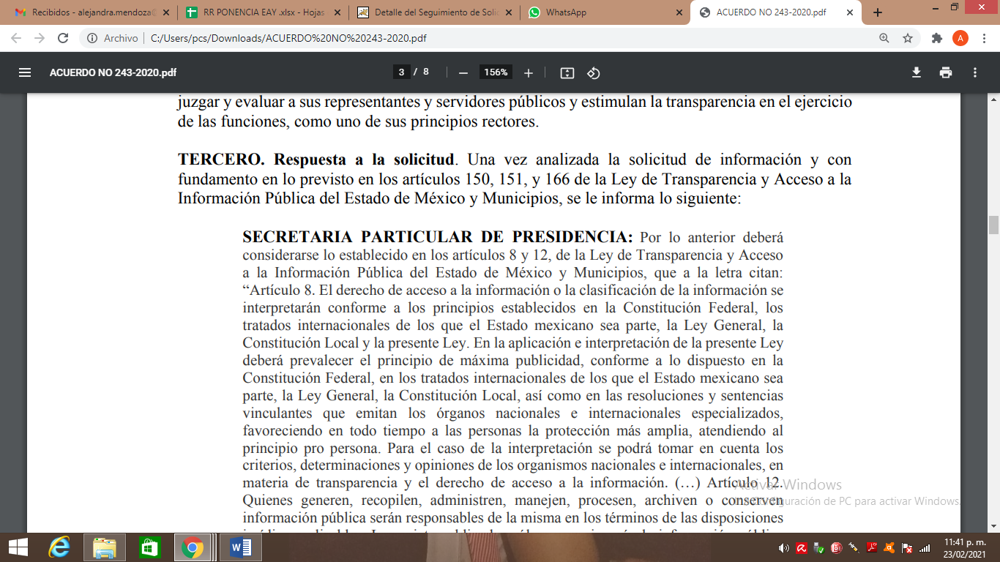 Recibidos - alejandra.mendoza@
RR PONENCIA EAY .xlsx - Hojas
Detalle del Seguimiento de Solic
WhatsApp
ACUERDO NO 243-2020.pdf
Archivo
C:/Users/pcs/Downloads/ACUERDO%20NO%20243-2020.pdf
A
ACUERDO NO 243-2020.pdf
3 / 8
156%
juzgar y evaluar a sus representantes y servidores públicos y estimulan la transparencia en el ejercicio
de las funciones, como uno de sus principios rectores.
TERCERO. Respuesta a la solicitud. Una vez analizada la solicitud de información y con
fundamento en lo previsto en los artículos 150, 151, y 166 de la Ley de Transparencia y Acceso a la
Información Pública del Estado de México y Municipios, se le informa lo siguiente:
SECRETARIA PARTICULAR DE PRESIDENCIA: Por lo anterior deberá
considerarse lo establecido en los artículos 8 y 12, de la Ley de Transparencia y Acceso
a la Información Pública del Estado de México y Municipios, que a la letra citan:
“Artículo 8. El derecho de acceso a la información o la clasificación de la información se
interpretarán conforme a los principios establecidos en la Constitución Federal, los
tratados internacionales de los que el Estado mexicano sea parte, la Ley General, la
Constitución Local y la presente Ley. En la aplicación e interpretación de la presente Ley
deberá prevalecer el principio de máxima publicidad, conforme a lo dispuesto en la
Constitución Federal, en los tratados internacionales de los que el Estado mexicano sea
parte, la Ley General, la Constitución Local, así como en las resoluciones y sentencias
vinculantes que emitan los órganos nacionales e internacionales especializados,
favoreciendo en todo tiempo a las personas la protección más amplia, atendiendo al
principio pro persona. Para el caso de la interpretación se podrá tomar en cuenta los
criterios, determinaciones y opiniones de los organismos nacionales e internacionales, en
materia de transparencia y el derecho de acceso a la información. (…) Artículo 12.
Quienes generen, recopilen, administren, manejen, procesen, archiven o conserven
información pública serán responsables de la misma en los términos de las disposiciones
Activar Windows
configuración de PC para activar Windows.
11:41 p. m.
23/02/2021